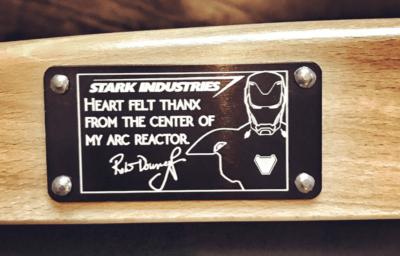 STARK INDUSTRIES
HEART FELT THANX
FROM THE CENTER OF
MY ARC REACTOR.